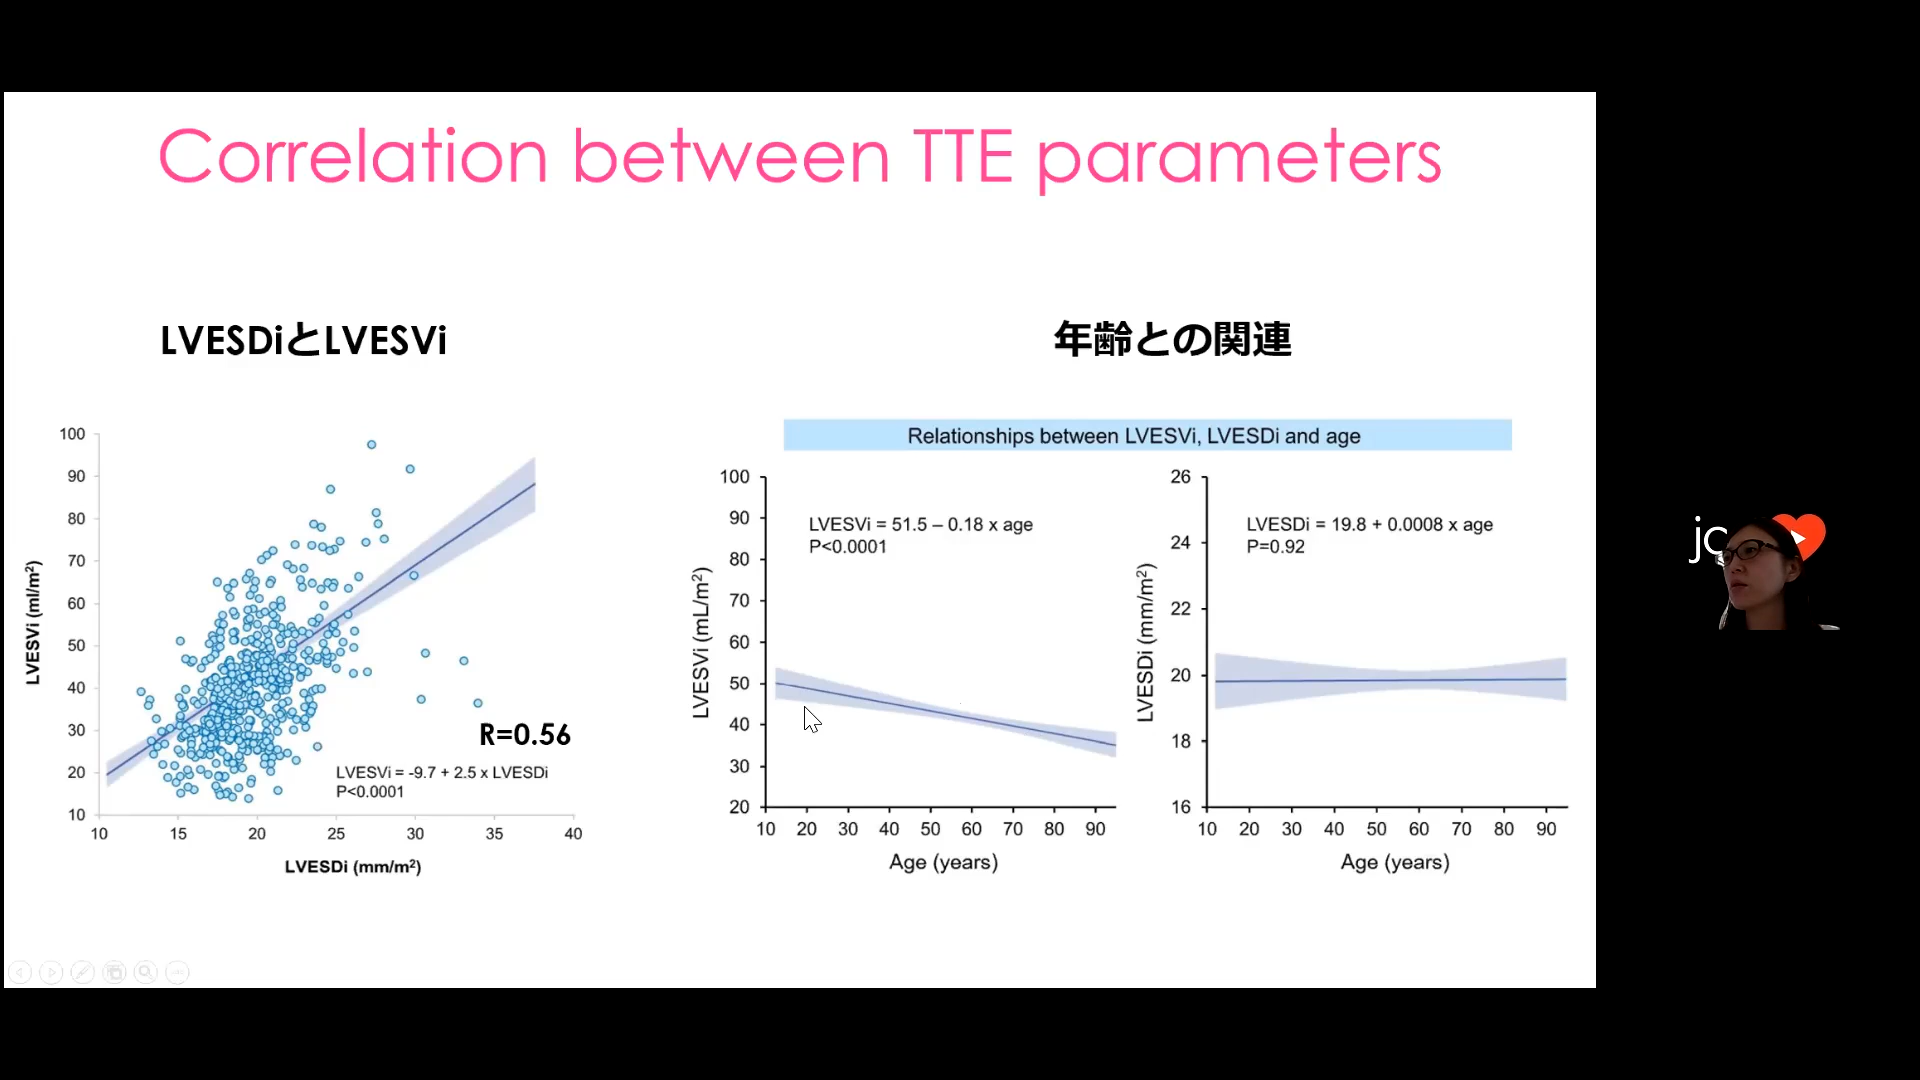 Correlation between TTE parameters
LVESDiとLVESVi
100
90
80
70
60
50
40
30
20
10
LVESVi (ml/m²)
R=0.56
LVESVi = -9.7 + 2.5 x LVESDi
P<0.0001
10 15 20 25 30 35 40
LVESDi (mm/m²)
年齢との関連
Relationships between LVESVi, LVESDi and age
100
90
80
70
60
50
40
30
20
LVESVi (mL/m²)
LVESVi = 51.5 – 0.18 x age
P<0.0001
10 20 30 40 50 60 70 80 90
Age (years)
26
24
22
20
18
16
LVESDi (mm/m²)
LVESDi = 19.8 + 0.0008 x age
P=0.92
10 20 30 40 50 60 70 80 90
Age (years)